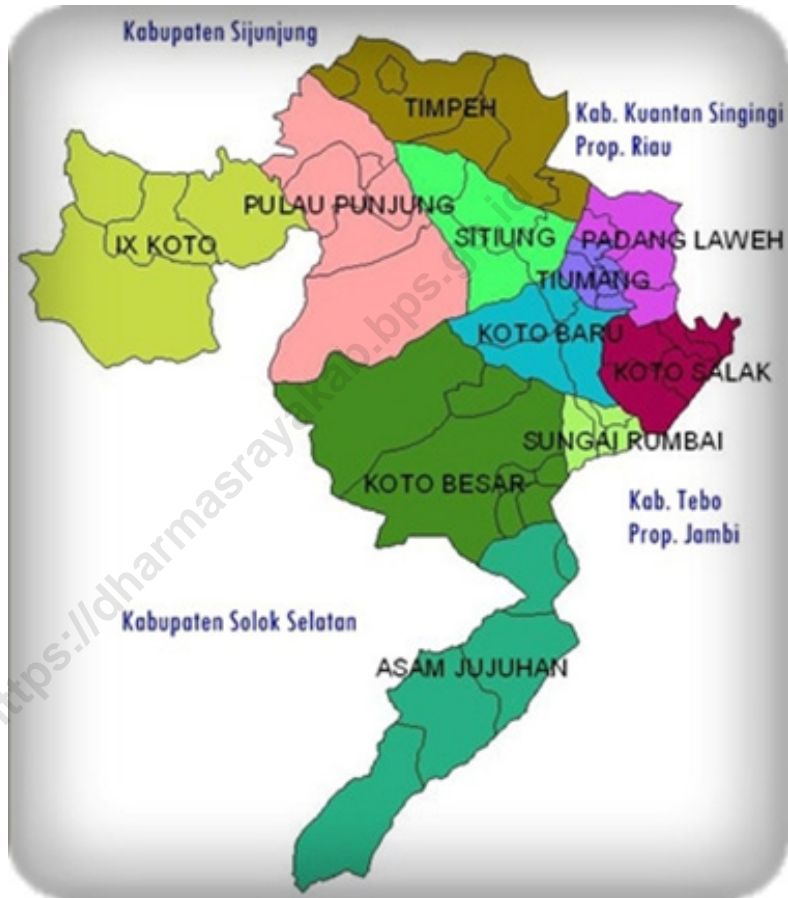 Kabupaten Sijunjung
TIMPEH
Kab. Kuantan Singingi
Prop. Riau
PULAU PUNJUNG
IX KOTO
SITIUNG
PADANG LAWEH
TIUMANG
KOTO BARU
KOTO SALAK
SUNGAI RUMBAI
KOTO BESAR
Kab. Tebo
Prop. Jambi
Kabupaten Solok Selatan
ASAM JUJUHAN
https://dharmasrayakab.bps.go.id